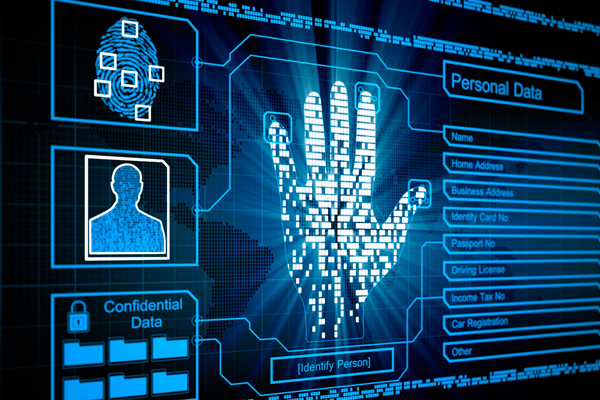 Personal Data
Name
Home Address
Business Address
Identity Card No
Passport No
Driving License
Income Tax No
Car Registration
Other
Confidential
Data
[Identify Person]